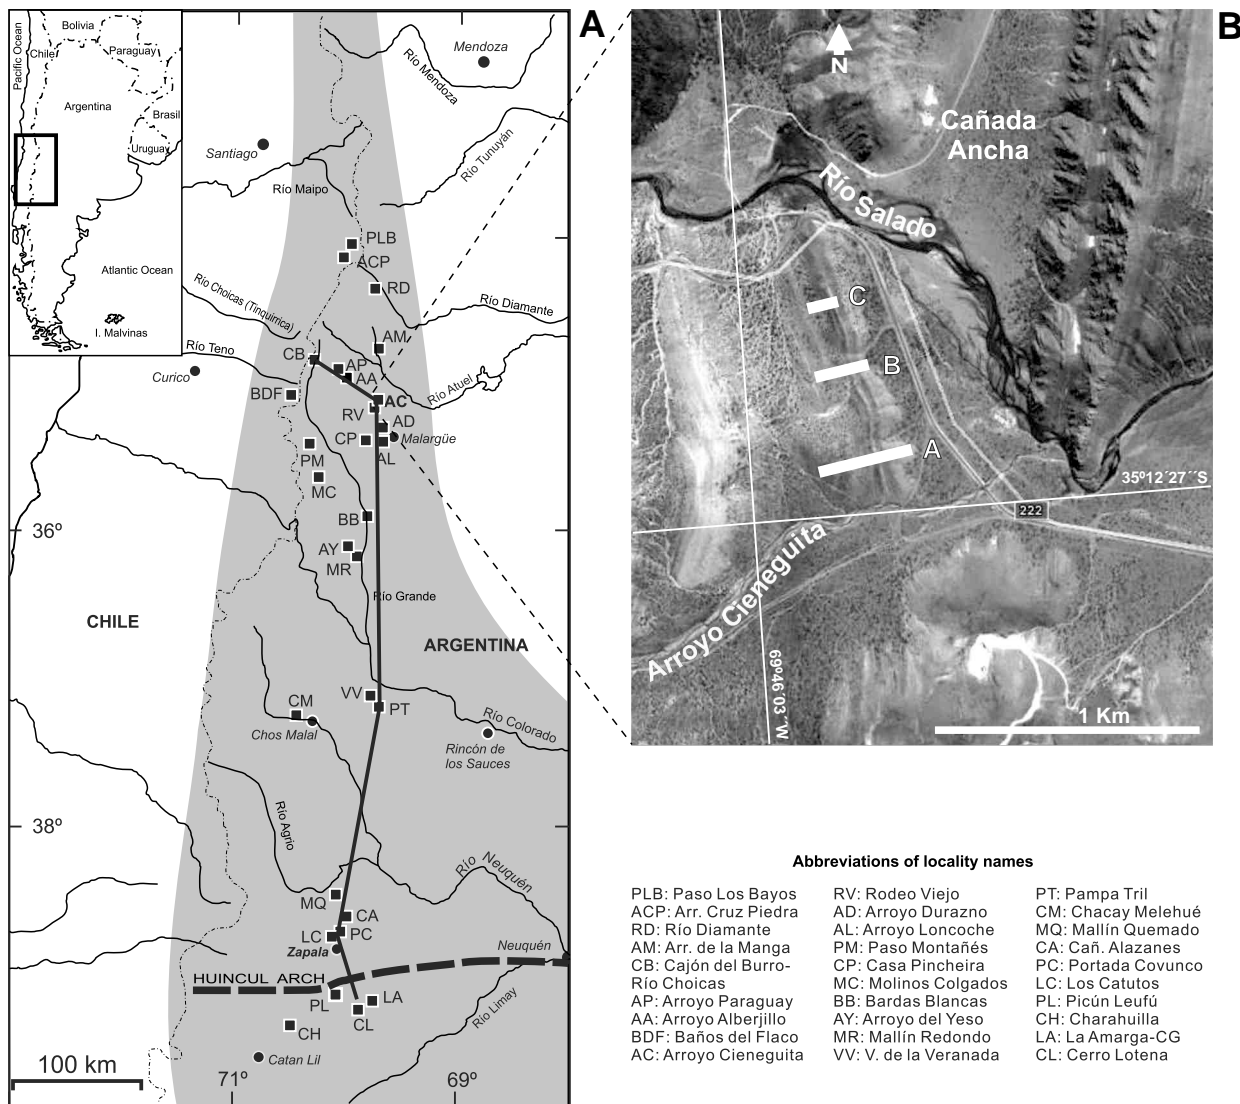 A
Bolivia
Pacific Ocean
Chile
Paraguay
Argentina
Brasil
Uruguay
Atlantic Ocean
I. Malvinas
Mendoza
Río Mendoza
Santiago
Río Tunuyán
Río Maipo
PLB
ACP
RD
Río Choicas (Tinquirrica)
Río Diamante
AM
Río Teno
CB
AP
AA
Curico
BDF
AC
Río Atuel
RV
AD
CP
Malargüe
AL
PM
MC
BB
36º
AY
MR
Río Grande
CHILE
ARGENTINA
VV
CM
PT
Chos Malal
Río Colorado
Rincón de
los Sauces
Río Agrio
38º
Río Neuquén
MQ
CA
LC
PC
Zapala
Neuquén
HUINCUL ARCH
PL
LA
CL
CH
Río Limay
Catan Lil
100 km
71º
69º
B
N
Cañada
Ancha
Río Salado
C
B
A
35º12´27´´S
222
Arroyo Cieneguita
69º46´03´´W
1 Km
Abbreviations of locality names
PLB: Paso Los Bayos
ACP: Arr. Cruz Piedra
RD: Río Diamante
AM: Arr. de la Manga
CB: Cajón del Burro-
Río Choicas
AP: Arroyo Paraguay
AA: Arroyo Alberjillo
BDF: Baños del Flaco
AC: Arroyo Cieneguita
RV: Rodeo Viejo
AD: Arroyo Durazno
AL: Arroyo Loncoche
PM: Paso Montañés
CP: Casa Pincheira
MC: Molinos Colgados
BB: Bardas Blancas
AY: Arroyo del Yeso
MR: Mallín Redondo
VV: V. de la Veranada
PT: Pampa Tril
CM: Chacay Melehué
MQ: Mallín Quemado
CA: Cañ. Alazanes
PC: Portada Covunco
LC: Los Catutos
PL: Picún Leufú
CH: Charahuilla
LA: La Amarga-CG
CL: Cerro Lotena